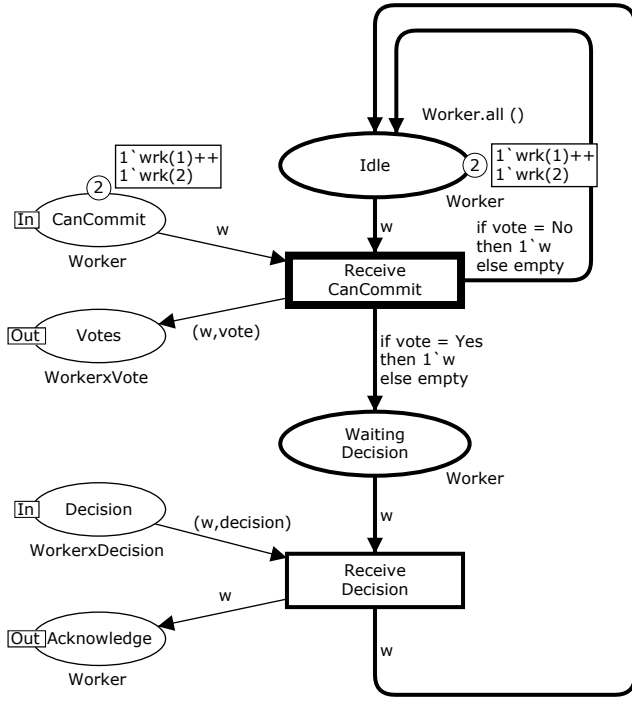 Worker.all ()
1`wrk(1)++
1`wrk(2)
2
In
CanCommit
Worker
Idle
2
1`wrk(1)++
1`wrk(2)
Worker
w
w
if vote = No
then 1`w
else empty
Receive
CanCommit
Out
Votes
WorkerxVote
(w,vote)
if vote = Yes
then 1`w
else empty
Waiting
Decision
Worker
In
Decision
WorkerxDecision
(w,decision)
w
Receive
Decision
Out
Acknowledge
Worker
w
w